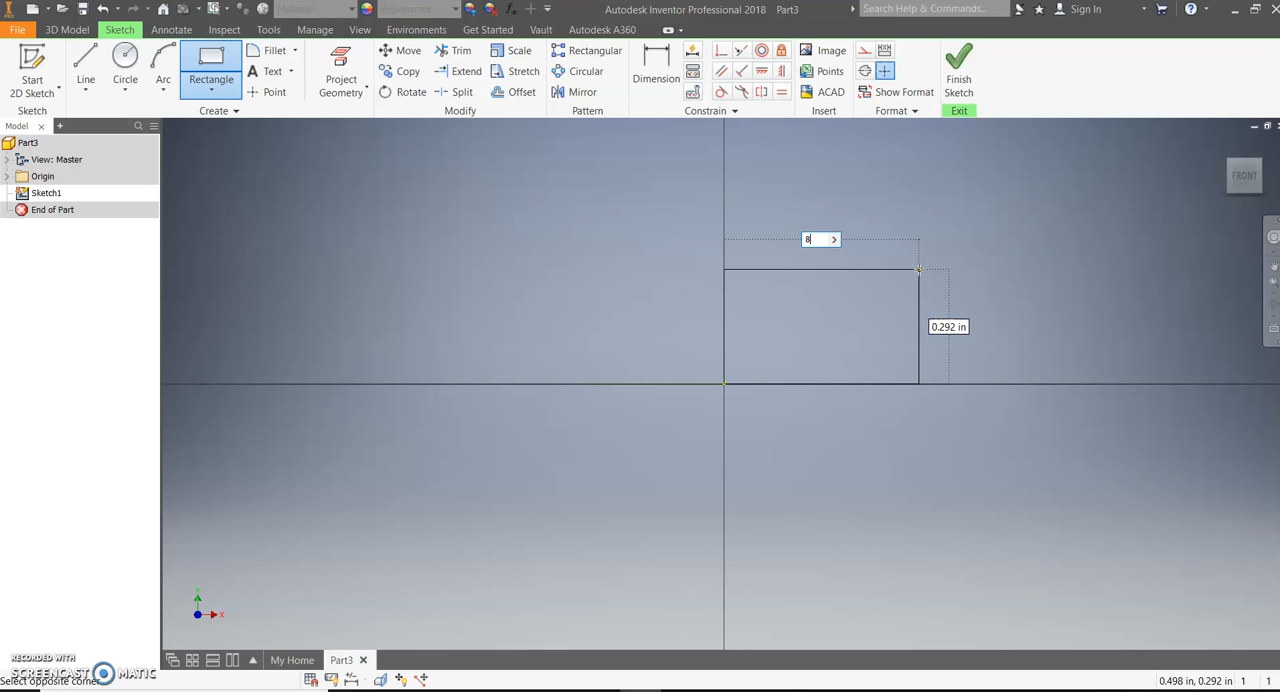 Material
Appearance
Autodesk Inventor Professional 2018 Part3
Search Help & Commands...
Sign In
PRO
File
3D Model
Sketch
Annotate
Inspect
Tools
Manage
View
Environments
Get Started
Vault
Autodesk A360
Start
2D Sketch
Line
Circle
Arc
Rectangle
Fillet
Text
Point
Project
Geometry
Move
Trim
Scale
Copy
Extend
Stretch
Rotate
Split
Offset
Rectangular
Circular
Mirror
Dimension
Image
Points
ACAD
Show Format
Finish
Sketch
Sketch
Create
Modify
Pattern
Constrain
Insert
Format
Exit
Model
Part3
View: Master
Origin
Sketch1
End of Part
FRONT
8
0.292 in
Y
X
My Home
Part3
RECORDED WITH
SCREENCAST MATIC
Select opposite corner
0.498 in, 0.292 in 1 1